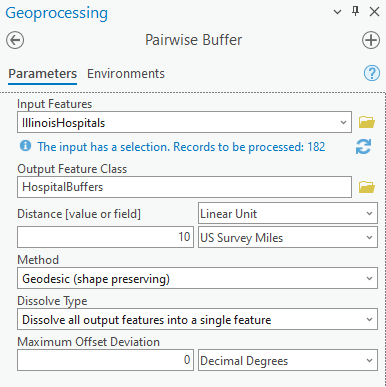 Geoprocessing
Pairwise Buffer
Parameters Environments
Input Features
IllinoisHospitals
The input has a selection. Records to be processed: 182
Output Feature Class
HospitalBuffers
Distance [value or field] Linear Unit
10 US Survey Miles
Method
Geodesic (shape preserving)
Dissolve Type
Dissolve all output features into a single feature
Maximum Offset Deviation
0 Decimal Degrees